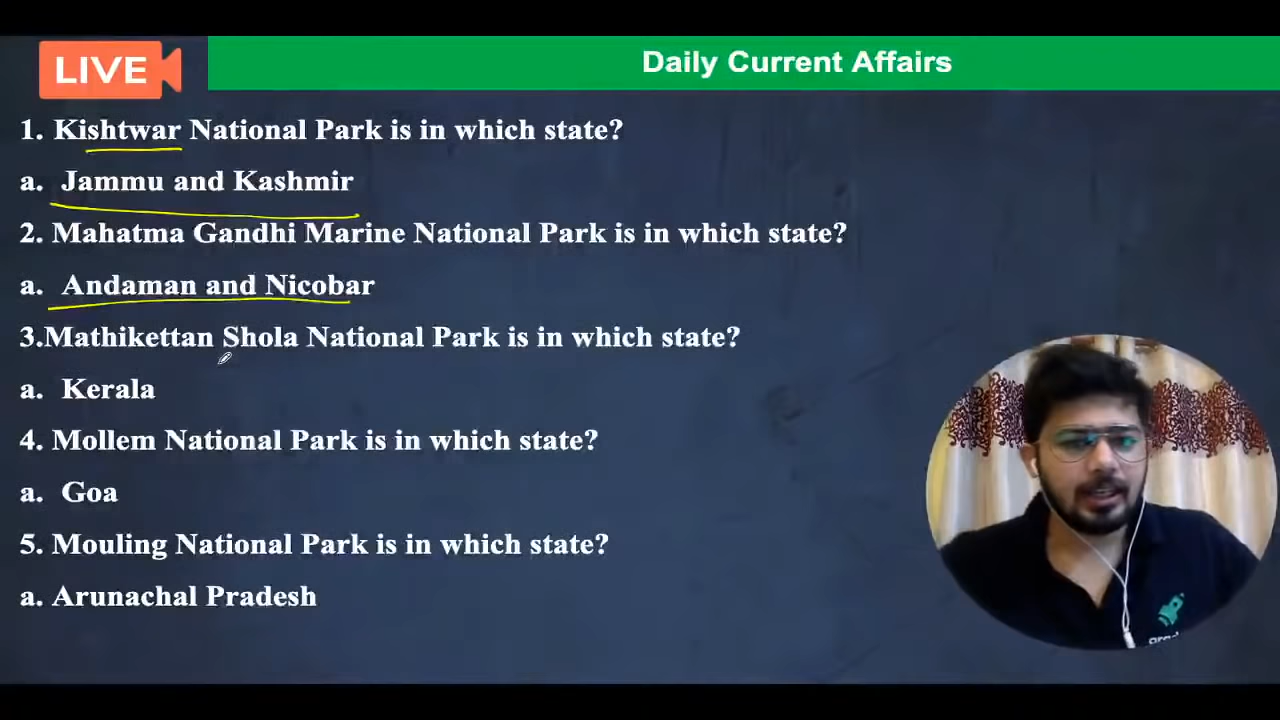 LIVE
Daily Current Affairs
1. Kishtwar National Park is in which state?
a. Jammu and Kashmir
2. Mahatma Gandhi Marine National Park is in which state?
a. Andaman and Nicobar
3.Mathikettan Shola National Park is in which state?
a. Kerala
4. Mollem National Park is in which state?
a. Goa
5. Mouling National Park is in which state?
a. Arunachal Pradesh